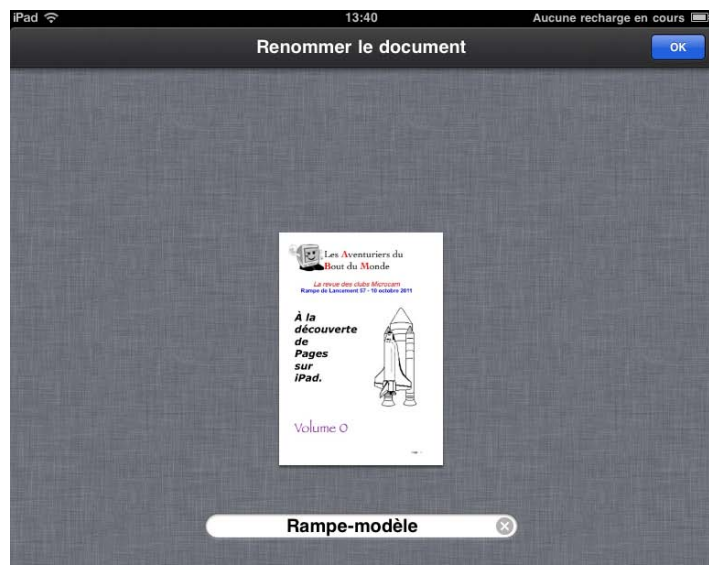 iPad 13:40 Aucune recharge en cours
Renommer le document
OK
Les Aventuriers du
Bout du Monde
La revue des clubs Microcam
Rampe de Lancement 57 - 10 octobre 2011
À la
découverte
de
Pages
sur
iPad.
Volume 0
Rampe-modèle